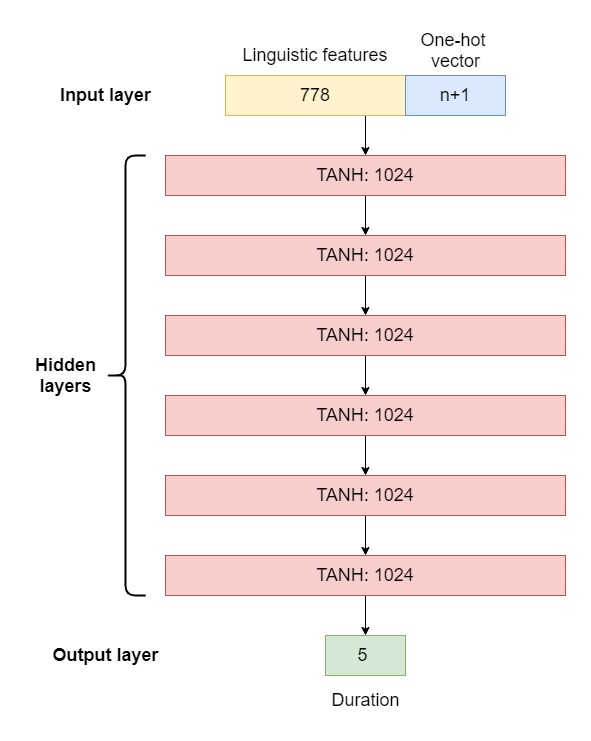 Linguistic features
One-hot
vector
Input layer
778
n+1
TANH: 1024
TANH: 1024
TANH: 1024
Hidden
layers
TANH: 1024
TANH: 1024
TANH: 1024
Output layer
5
Duration